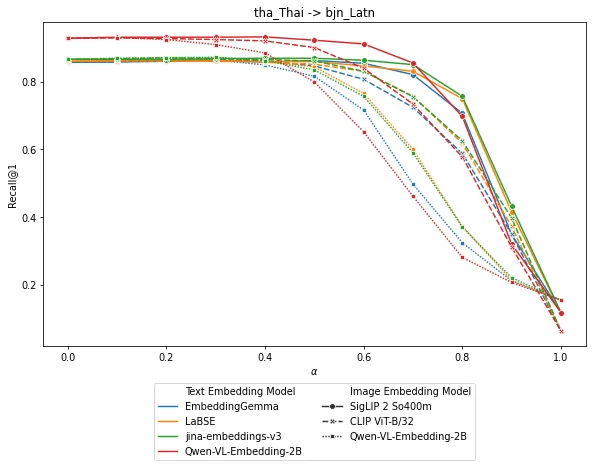 tha_Thai -> bjn_Latn
Recall@1
0.8
0.6
0.4
0.2
0.0 0.2 0.4 0.6 0.8 1.0
α
Text Embedding Model
EmbeddingGemma
LaBSE
jina-embeddings-v3
Qwen-VL-Embedding-2B
Image Embedding Model
SigLIP 2 So400m
CLIP ViT-B/32
Qwen-VL-Embedding-2B